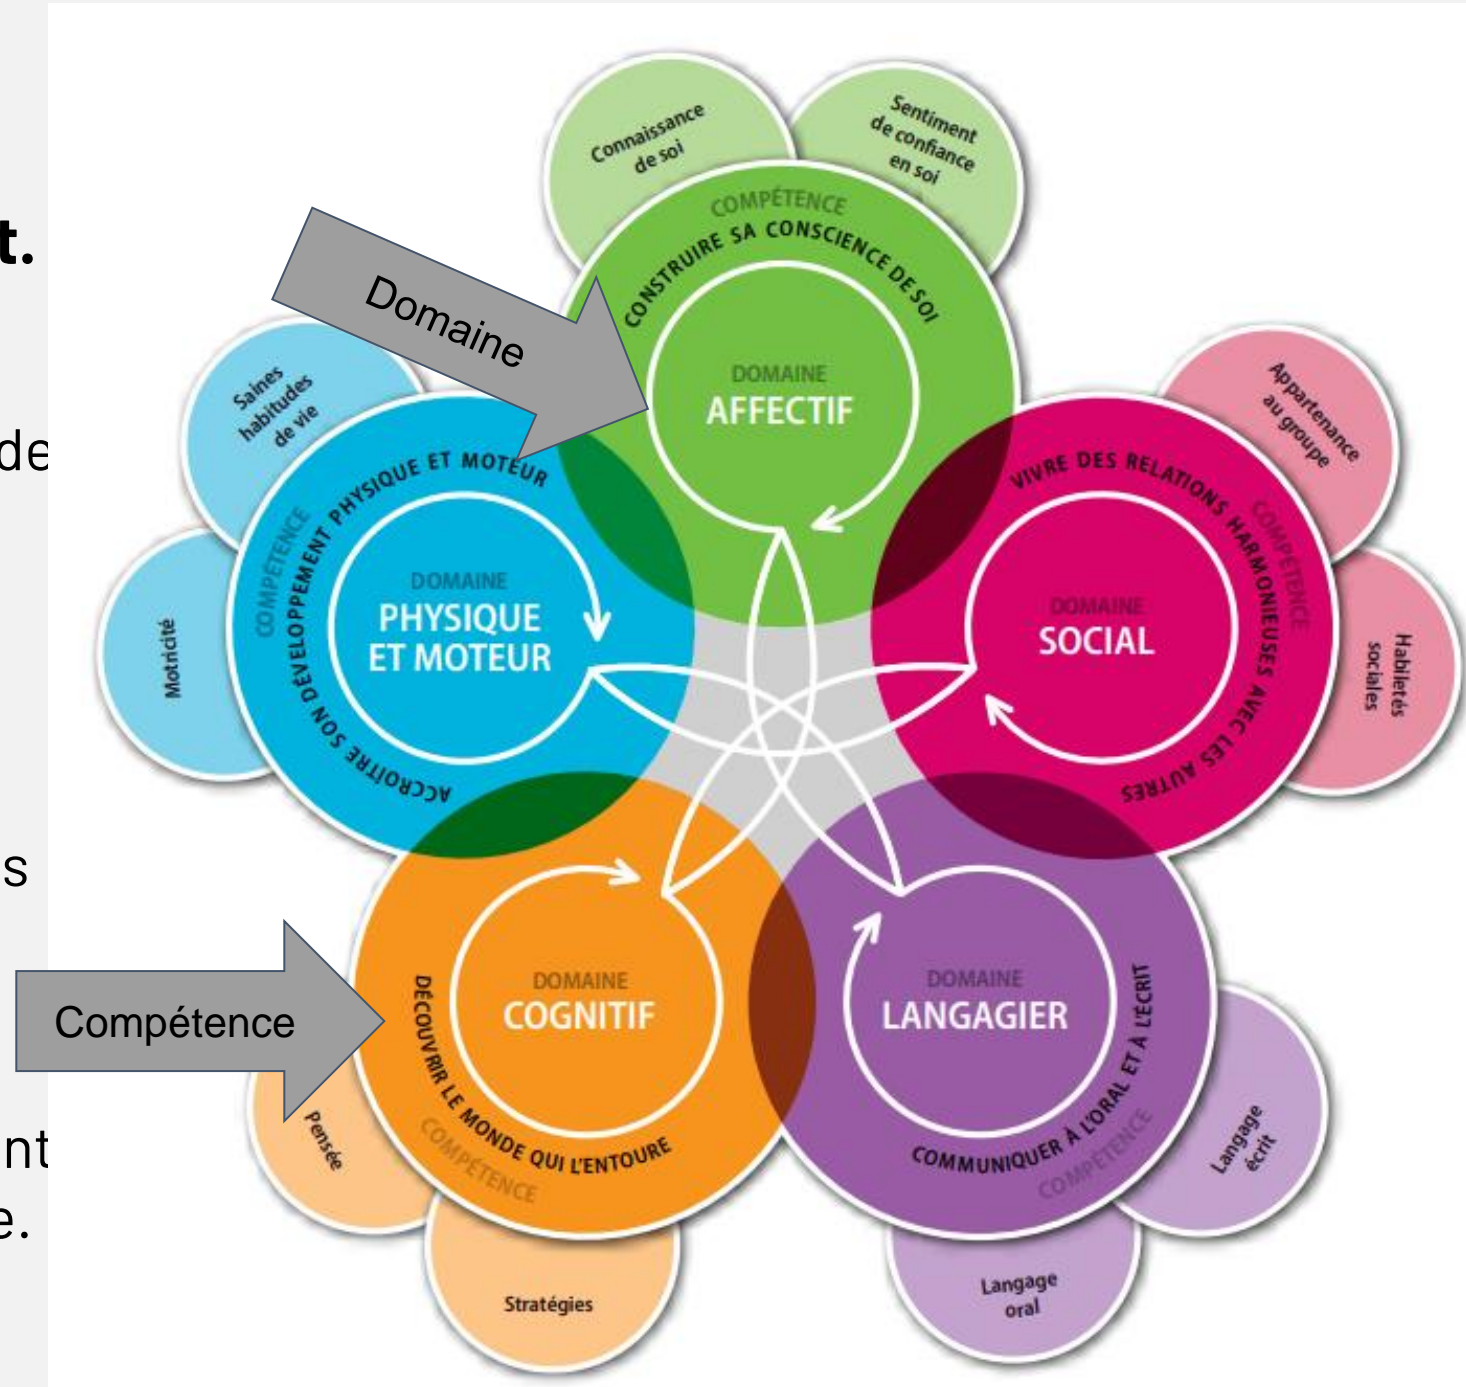 t.
de
s
nt
e.
Domaine
Compétence
Connaissance
de soi
Sentiment
de confiance
en soi
COMPÉTENCE
CONSTRUIRE SA CONSCIENCE DE SOI
DOMAINE
AFFECTIF
Saines
habitudes
de vie
Motricité
COMPÉTENCE
ACCROÎTRE SON DÉVELOPPEMENT PHYSIQUE ET MOTEUR
DOMAINE
PHYSIQUE
ET MOTEUR
Appartenance
au groupe
Habiletés
sociales
COMPÉTENCE
VIVRE DES RELATIONS HARMONIEUSES AVEC LES AUTRES
DOMAINE
SOCIAL
DOMAINE
COGNITIF
DÉCOUVRIR LE MONDE QUI L'ENTOURE
COMPÉTENCE
Pensée
Stratégies
DOMAINE
LANGAGIER
COMMUNIQUER À L'ORAL ET À L'ÉCRIT
COMPÉTENCE
Langage
écrit
Langage
oral